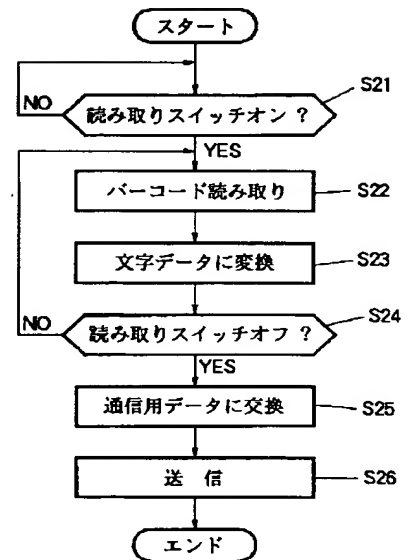 スタート
S21
NO
読み取りスイッチオン ?
YES
バーコード読み取り
S22
文字データに変換
S23
S24
NO
読み取りスイッチオフ ?
YES
通信用データに交換
S25
送 信
S26
エンド